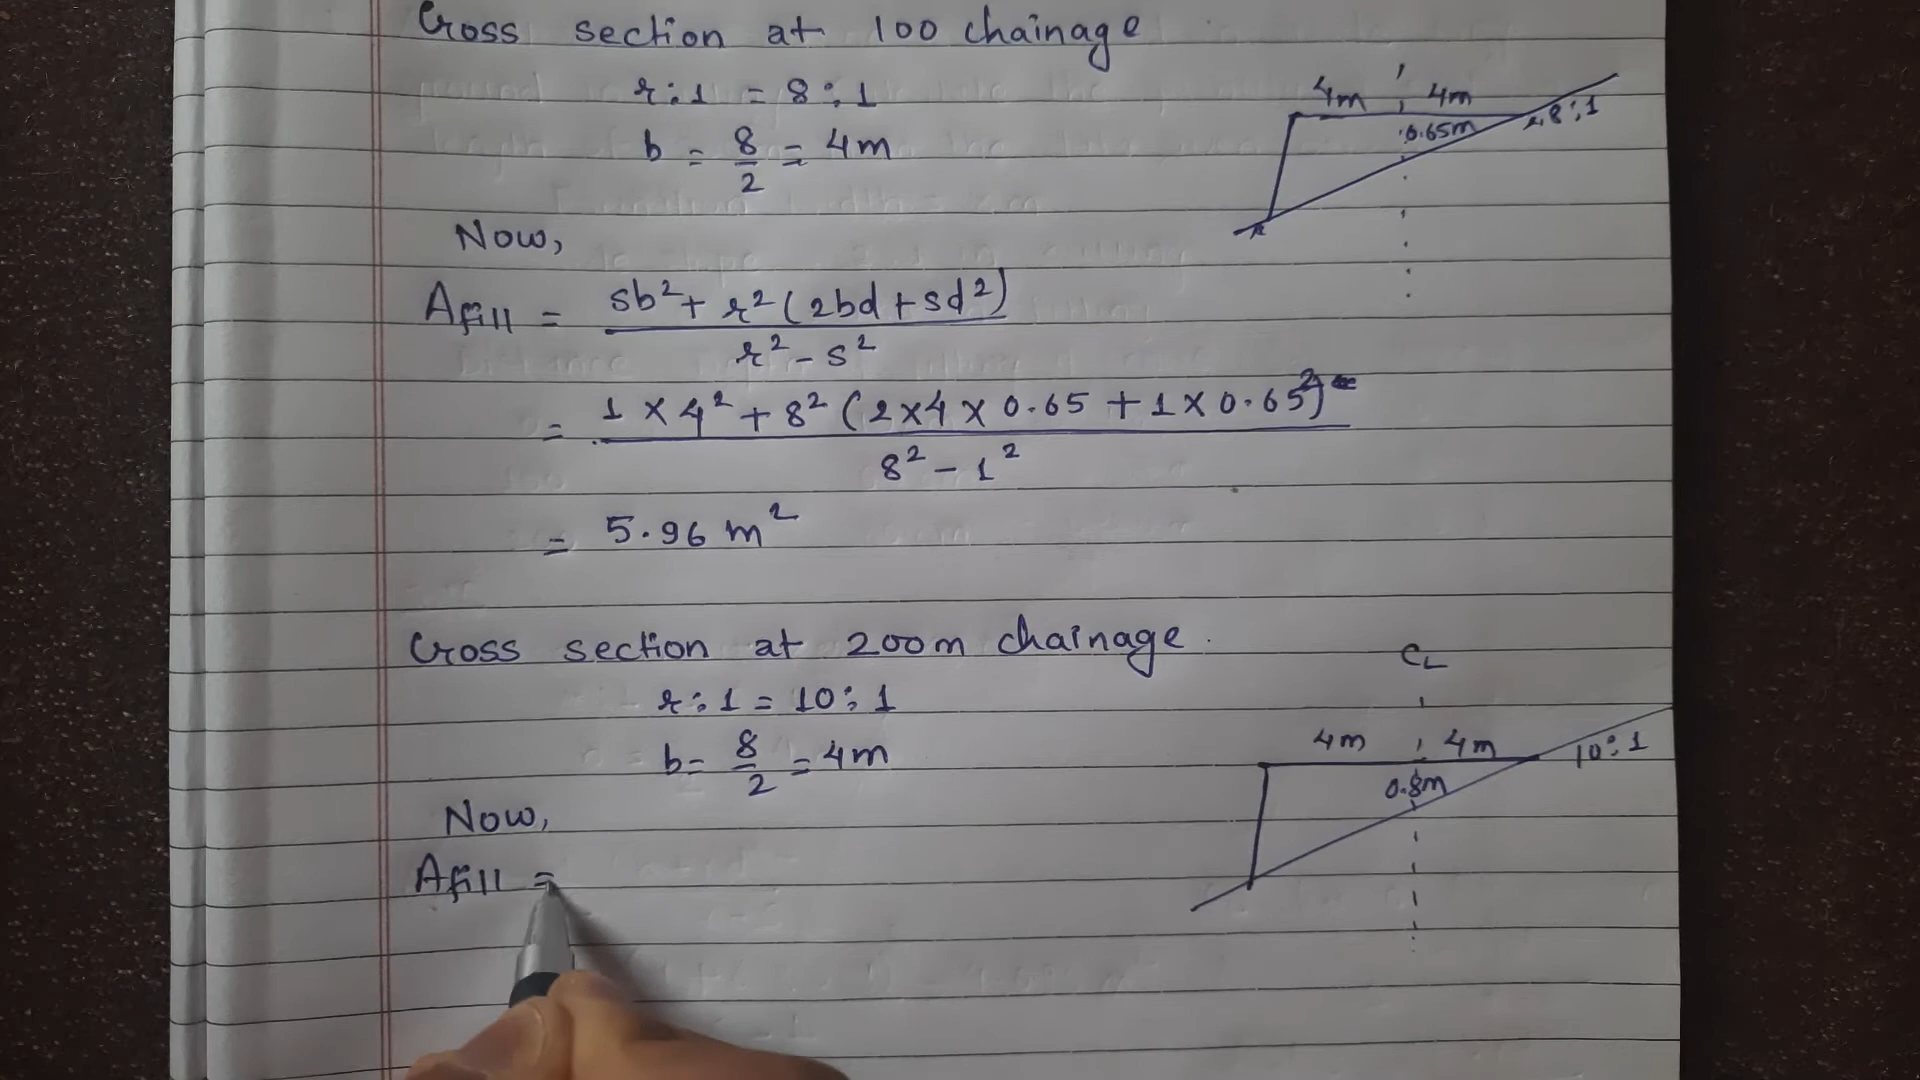 Cross section at 100 chainage
r:1 = 8:1
b = 8/2 = 4m
4m 4m
0.65m
8:1
Now,
Afill = sb²+ r²(2bd+sd²)
r²-s²
= 1×4²+8²(2×4×0.65+1×0.65²)
8²-1²
= 5.96 m²
Cross section at 200m chainage.
CL
r:1 = 10:1
b= 8/2 = 4m
4m 4m
10:1
0.8m
Now,
Afill =